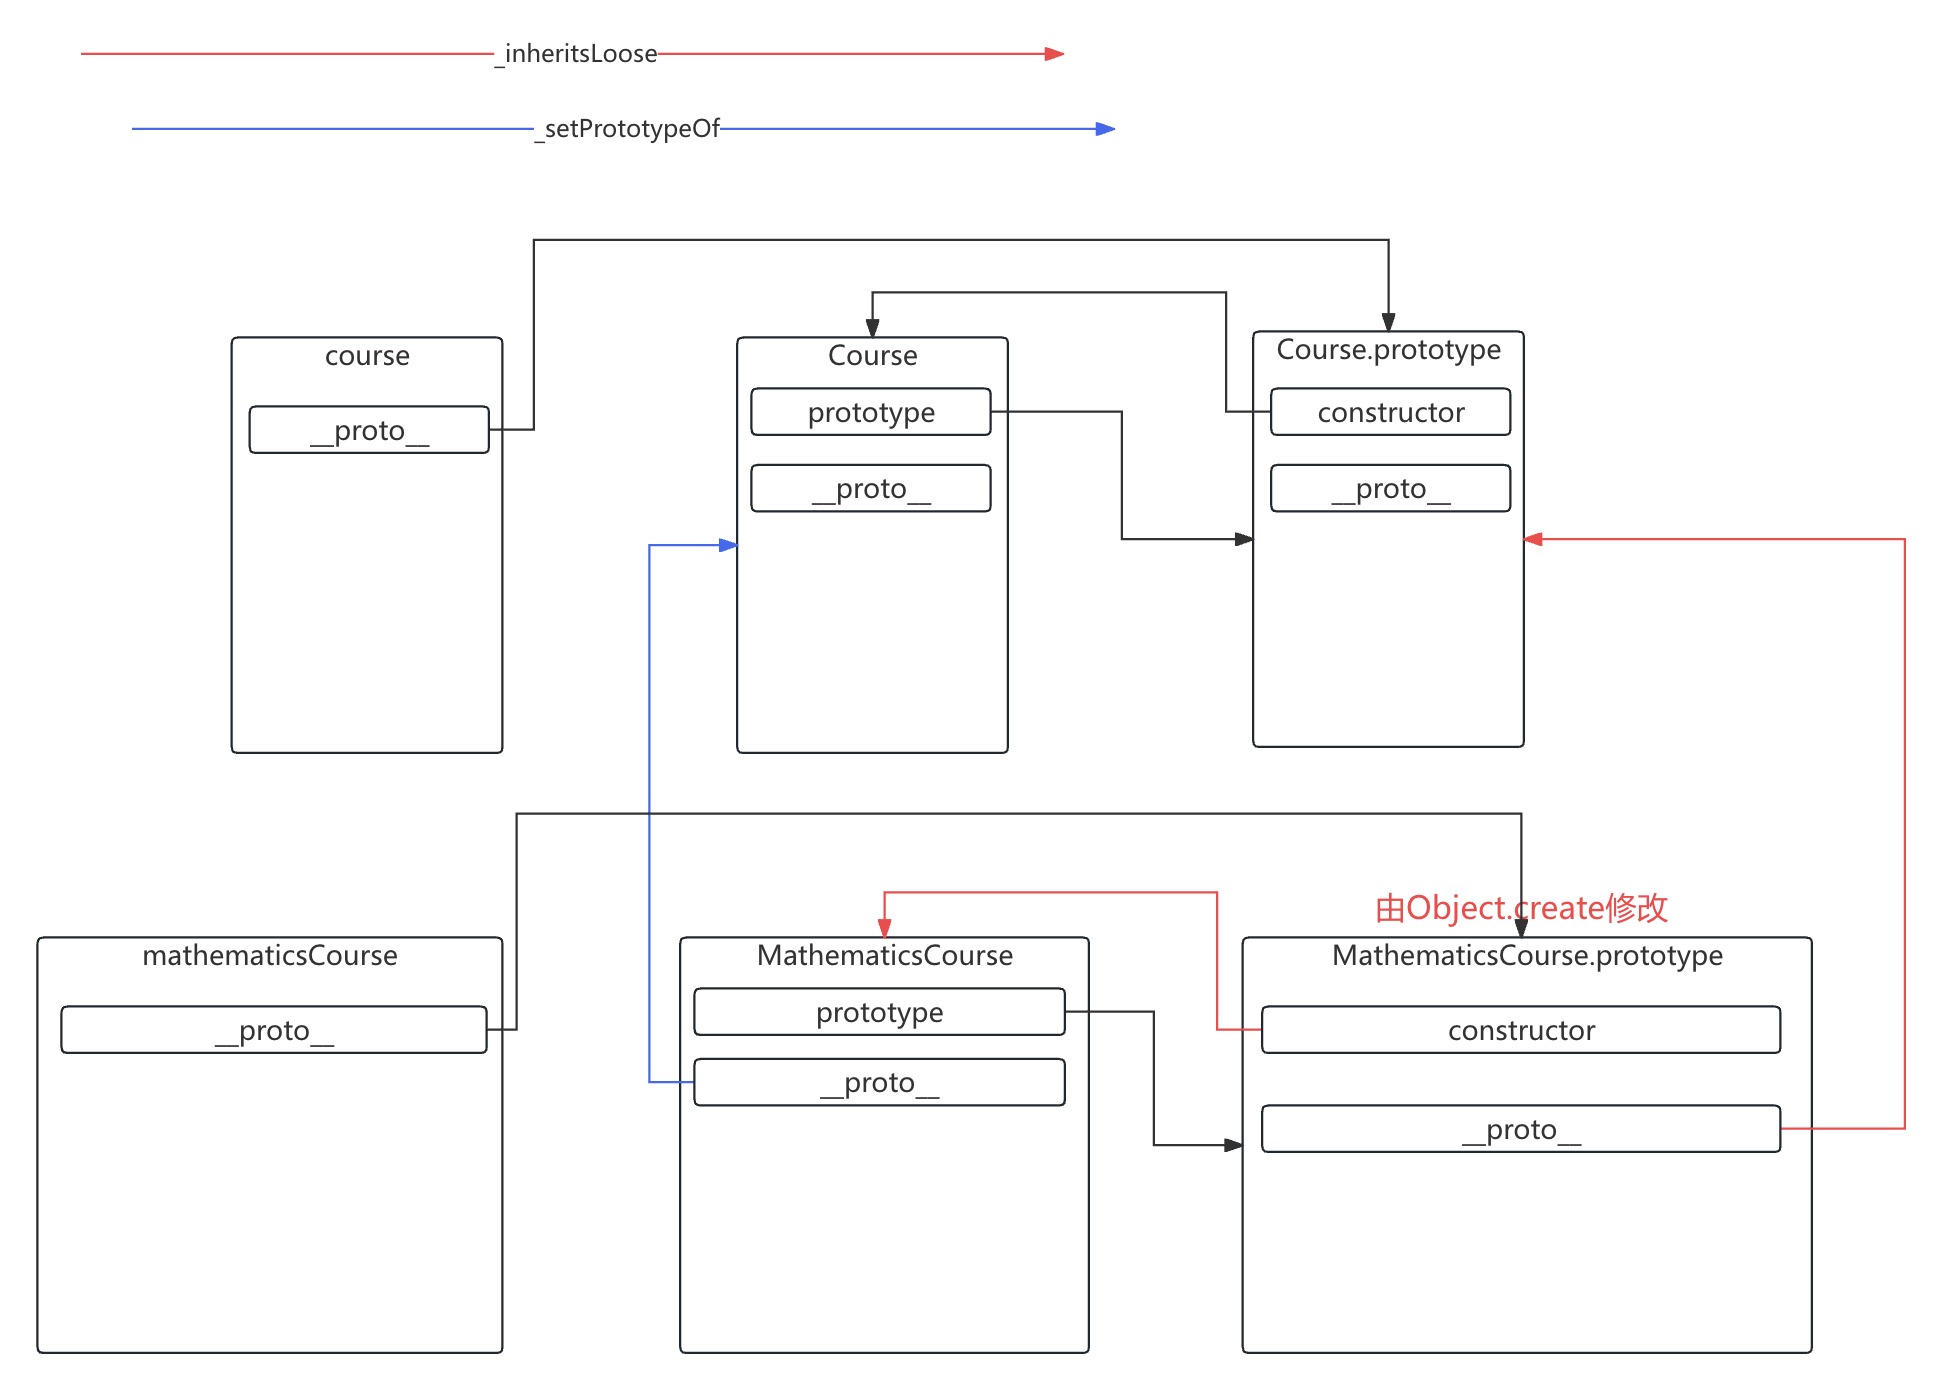 _inheritsLoose
_setPrototypeOf
course
__proto__
Course
prototype
__proto__
Course.prototype
constructor
__proto__
mathematicsCourse
__proto__
MathematicsCourse
prototype
__proto__
由Object.create修改
MathematicsCourse.prototype
constructor
__proto__